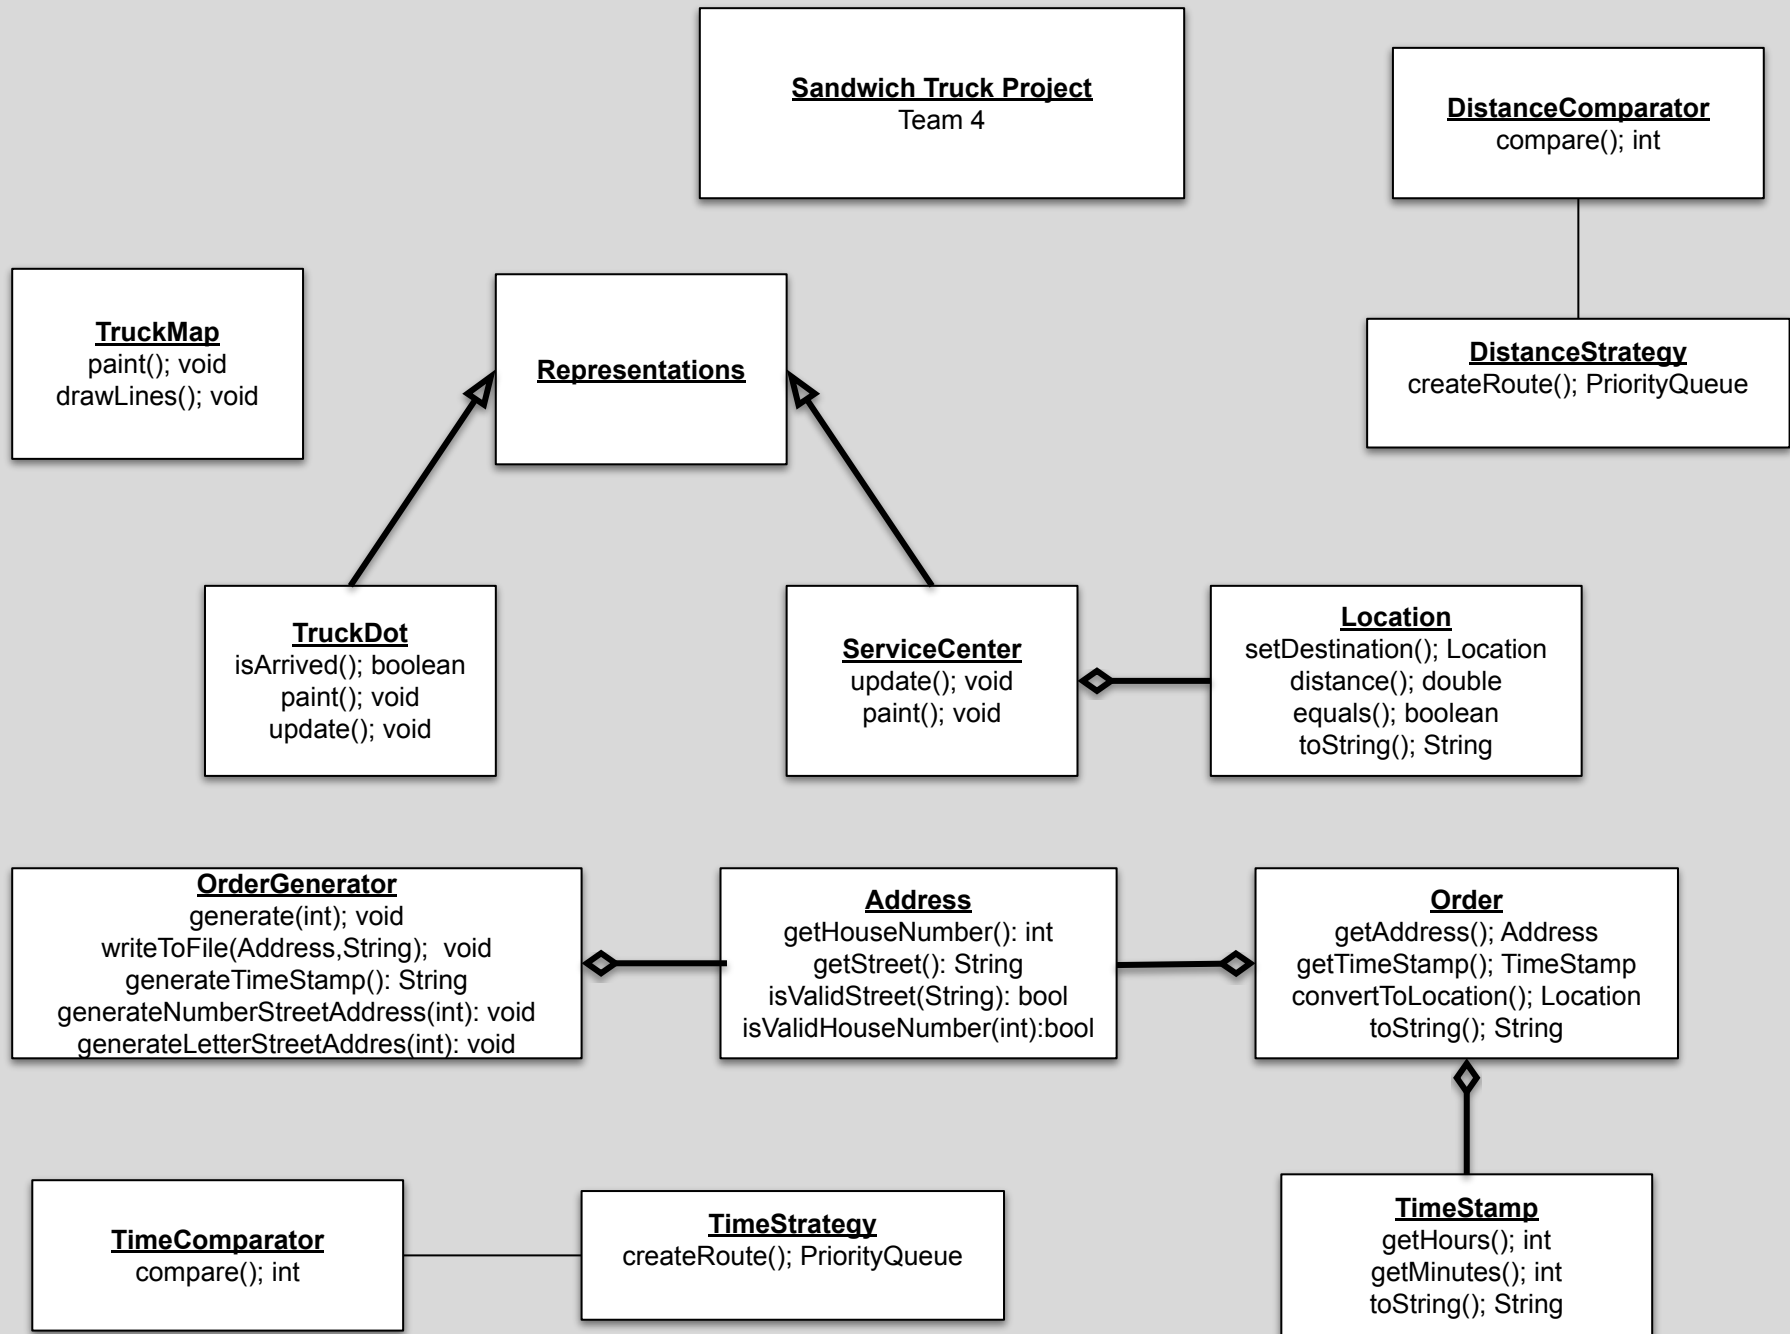 Sandwich Truck Project
Team 4
DistanceComparator
compare(); int
TruckMap
paint(); void
drawLines(); void
Representations
DistanceStrategy
createRoute(); PriorityQueue
TruckDot
isArrived(); boolean
paint(); void
update(); void
ServiceCenter
update(); void
paint(); void
Location
setDestination(); Location
distance(); double
equals(); boolean
toString(); String
OrderGenerator
generate(int); void
writeToFile(Address,String);  void
generateTimeStamp(): String
generateNumberStreetAddress(int): void
generateLetterStreetAddres(int): void
Address
getHouseNumber(): int
getStreet(): String
isValidStreet(String): bool
isValidHouseNumber(int):bool
Order
getAddress(); Address
getTimeStamp(); TimeStamp
convertToLocation(); Location
toString(); String
TimeComparator
compare(); int
TimeStrategy
createRoute(); PriorityQueue
TimeStamp
getHours(); int
getMinutes(); int
toString(); String